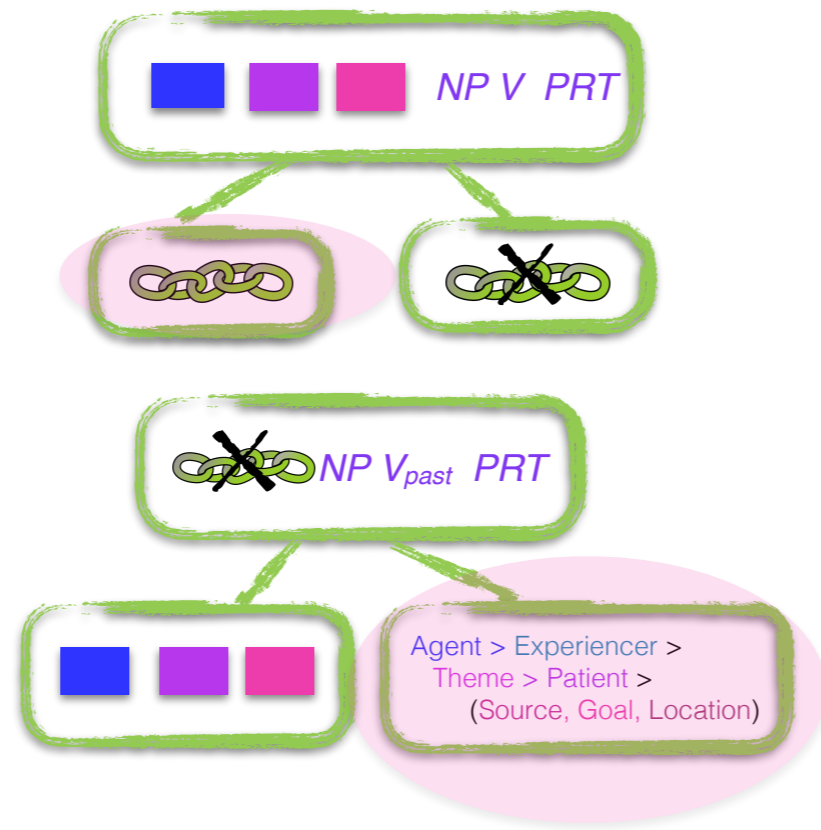 NP V PRT
NP Vpast PRT
Agent > Experiencer >
Theme > Patient >
(Source, Goal, Location)